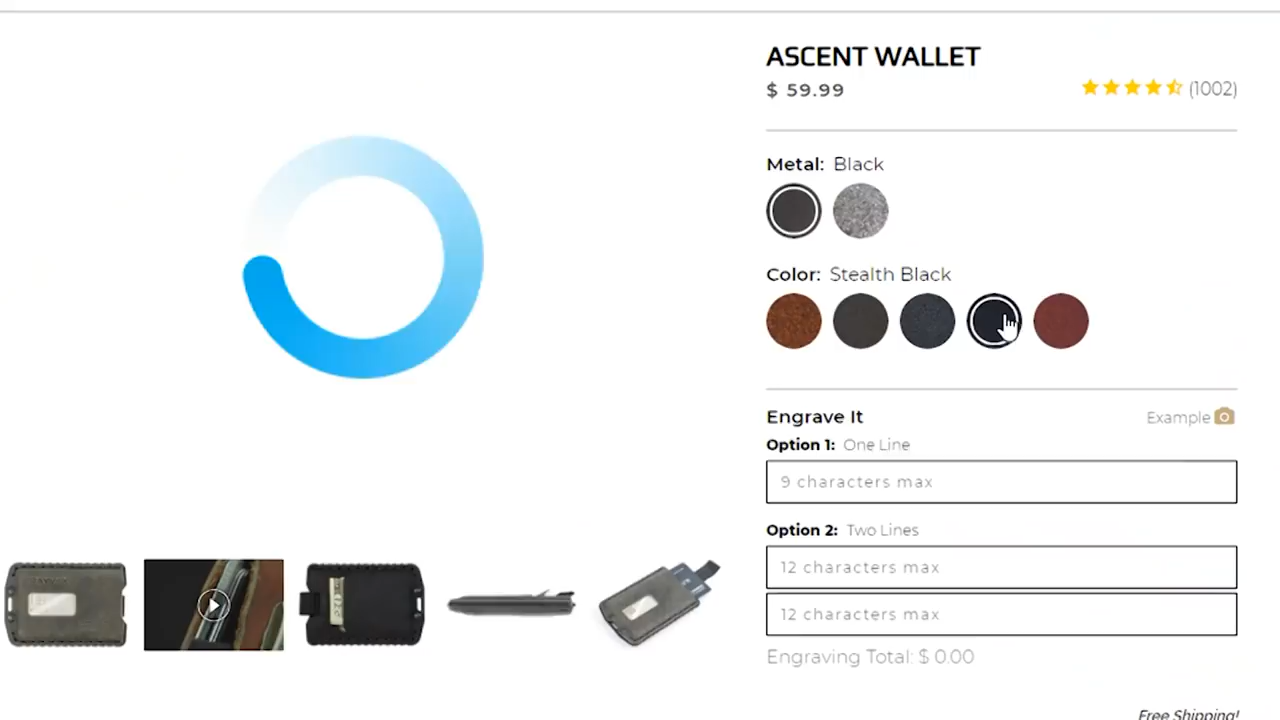 ASCENT WALLET
$ 59.99
(1002)
Metal: Black
Color: Stealth Black
Engrave It
Example
Option 1: One Line
9 characters max
Option 2: Two Lines
12 characters max
12 characters max
Engraving Total: $ 0.00
Free Shipping!